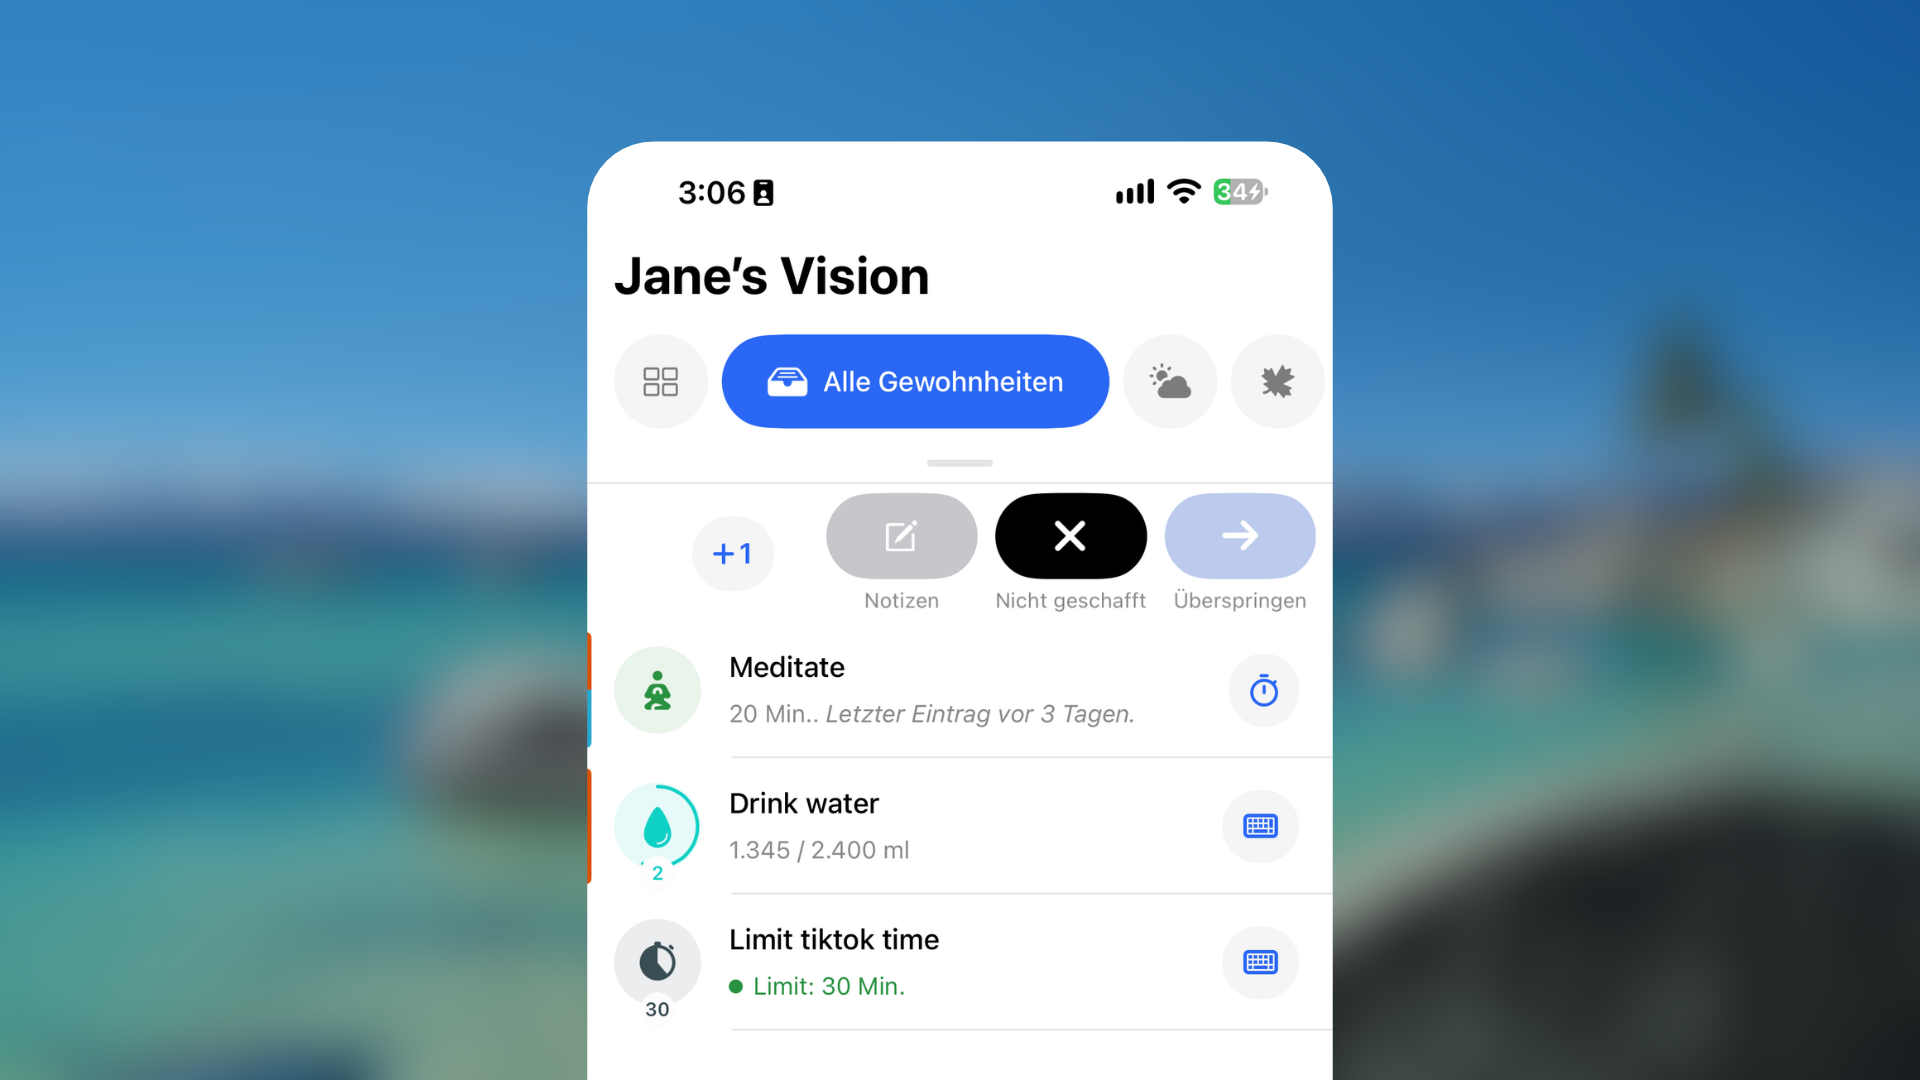 3:06
34
Jane’s Vision
Alle Gewohnheiten
+1
Notizen
Nicht geschafft
Überspringen
Meditate
20 Min.. Letzter Eintrag vor 3 Tagen.
Drink water
1.345 / 2.400 ml
2
Limit tiktok time
Limit: 30 Min.
30